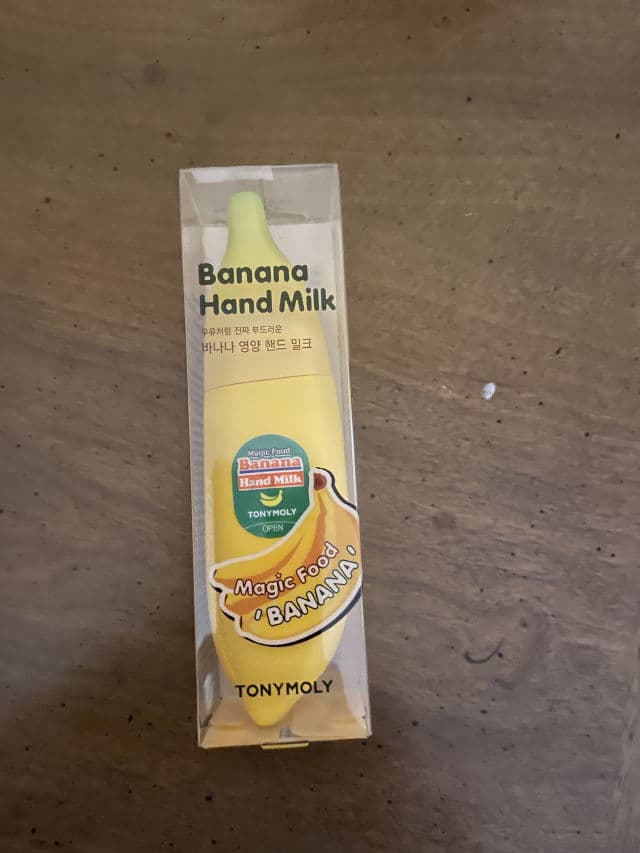 Banana
Hand Milk
우유처럼 진짜 부드러운
바나나 영양 핸드 밀크
Magic Food
Banana
Hand Milk
TONYMOLY
OPEN
Magic Food
'BANANA'
TONYMOLY